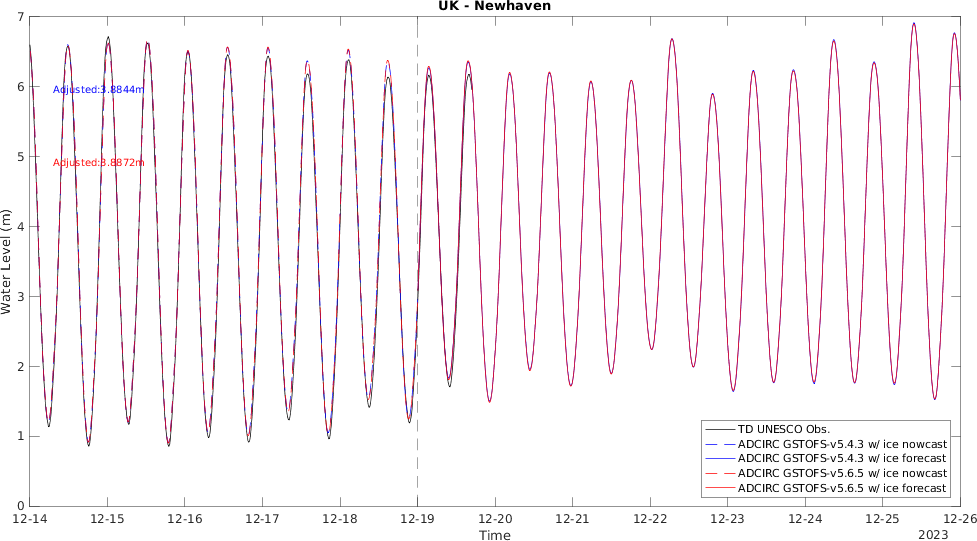 UK - Newhaven
7
6
5
4
3
2
1
0
Water Level (m)
Adjusted:3.8844m
Adjusted:3.8872m
TD UNESCO Obs.
ADCIRC GSTOFS-v5.4.3 w/ ice nowcast
ADCIRC GSTOFS-v5.4.3 w/ ice forecast
ADCIRC GSTOFS-v5.6.5 w/ ice nowcast
ADCIRC GSTOFS-v5.6.5 w/ ice forecast
12-14 12-15 12-16 12-17 12-18 12-19 12-20 12-21 12-22 12-23 12-24 12-25 12-26
Time
2023